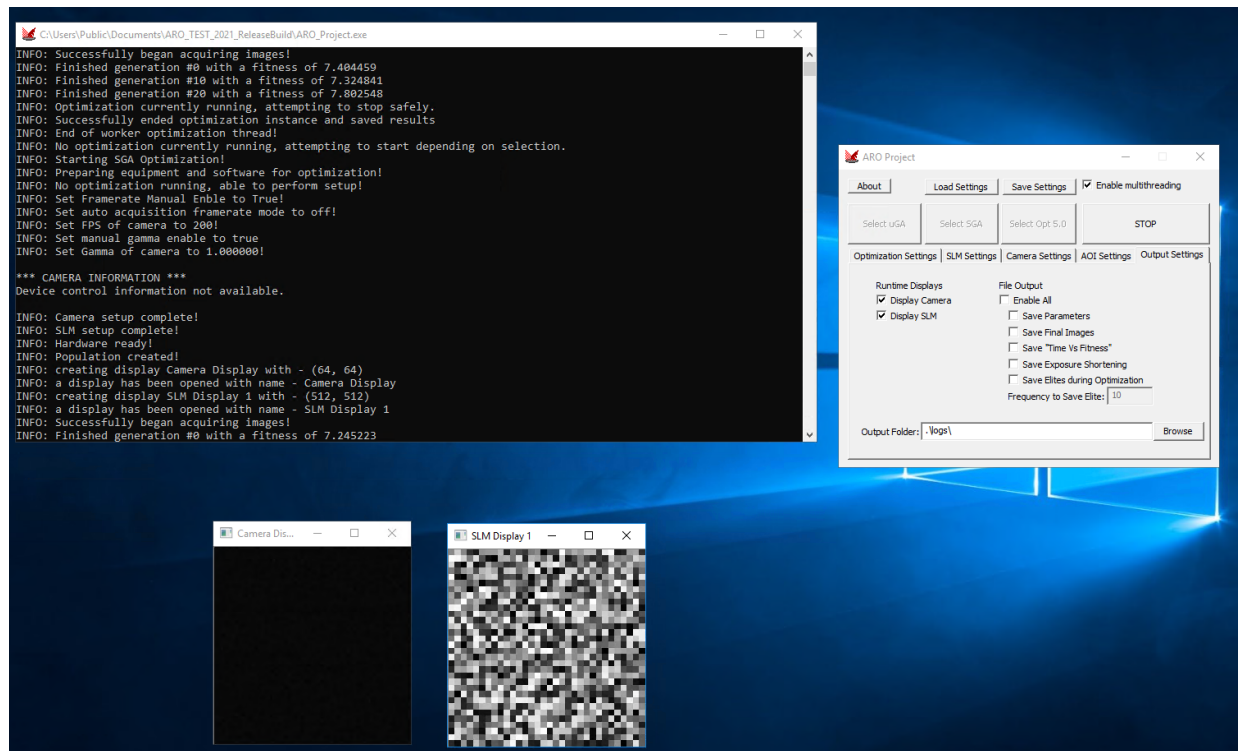 C:\Users\Public\Documents\ARO_TEST_2021_ReleaseBuild\ARO_Project.exe
INFO: Successfully began acquiring images!
INFO: Finished generation #0 with a fitness of 7.404459
INFO: Finished generation #10 with a fitness of 7.324841
INFO: Finished generation #20 with a fitness of 7.802548
INFO: Optimization currently running, attempting to stop safely.
INFO: Successfully ended optimization instance and saved results
INFO: End of worker optimization thread!
INFO: No optimization currently running, attempting to start depending on selection.
INFO: Starting SGA Optimization!
INFO: Preparing equipment and software for optimization!
INFO: No optimization running, able to perform setup!
INFO: Set Framerate Manual Enble to True!
INFO: Set auto acquisition framerate mode to off!
INFO: Set FPS of camera to 200!
INFO: Set manual gamma enable to true
INFO: Set Gamma of camera to 1.000000!
*** CAMERA INFORMATION ***
Device control information not available.
INFO: Camera setup complete!
INFO: SLM setup complete!
INFO: Hardware ready!
INFO: Population created!
INFO: creating display Camera Display with - (64, 64)
INFO: a display has been opened with name - Camera Display
INFO: creating display SLM Display 1 with - (512, 512)
INFO: a display has been opened with name - SLM Display 1
INFO: Successfully began acquiring images!
INFO: Finished generation #0 with a fitness of 7.245223
ARO Project
About Load Settings Save Settings Enable multithreading
Select uGA Select SGA Select Opt 5.0 STOP
Optimization Settings SLM Settings Camera Settings AOI Settings Output Settings
Runtime Displays
Display Camera
Display SLM
File Output
Enable All
Save Parameters
Save Final Images
Save "Time Vs Fitness"
Save Exposure Shortening
Save Elites during Optimization
Frequency to Save Elite: 10
Output Folder: .\logs\ Browse
Camera Dis...
SLM Display 1